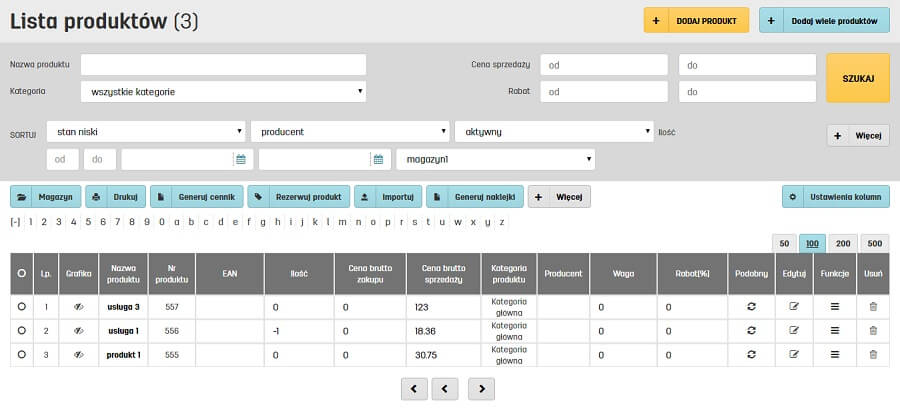 Lista produktów (3)
+ DODAJ PRODUKT
+ Dodaj wiele produktów
Nazwa produktu
Cena sprzedaży od do
SZUKAJ
Kategoria wszystkie kategorie
Rabat od do
SORTUJ stan niski producent aktywny Ilość
+ Więcej
od do magazyn1
Magazyn Drukuj Generuj cennik Rezerwuj produkt Importuj Generuj naklejki + Więcej Ustawienia kolumn
[-] 1 2 3 4 5 6 7 8 9 0 a b c d e f g h i j k l m n o p r s t u w x y z
50 100 200 500
Lp. Grafika Nazwa produktu Nr produktu EAN Ilość Cena brutto zakupu Cena brutto sprzedaży Kategoria produktu Producent Waga Rabat(%) Podobny Edytuj Funkcje Usuń
1 usługa 3 557 0 0 123 Kategoria główna 0 0
2 usługa 1 556 -1 0 18.36 Kategoria główna 0 0
3 produkt 1 555 0 0 30.75 Kategoria główna 0 0